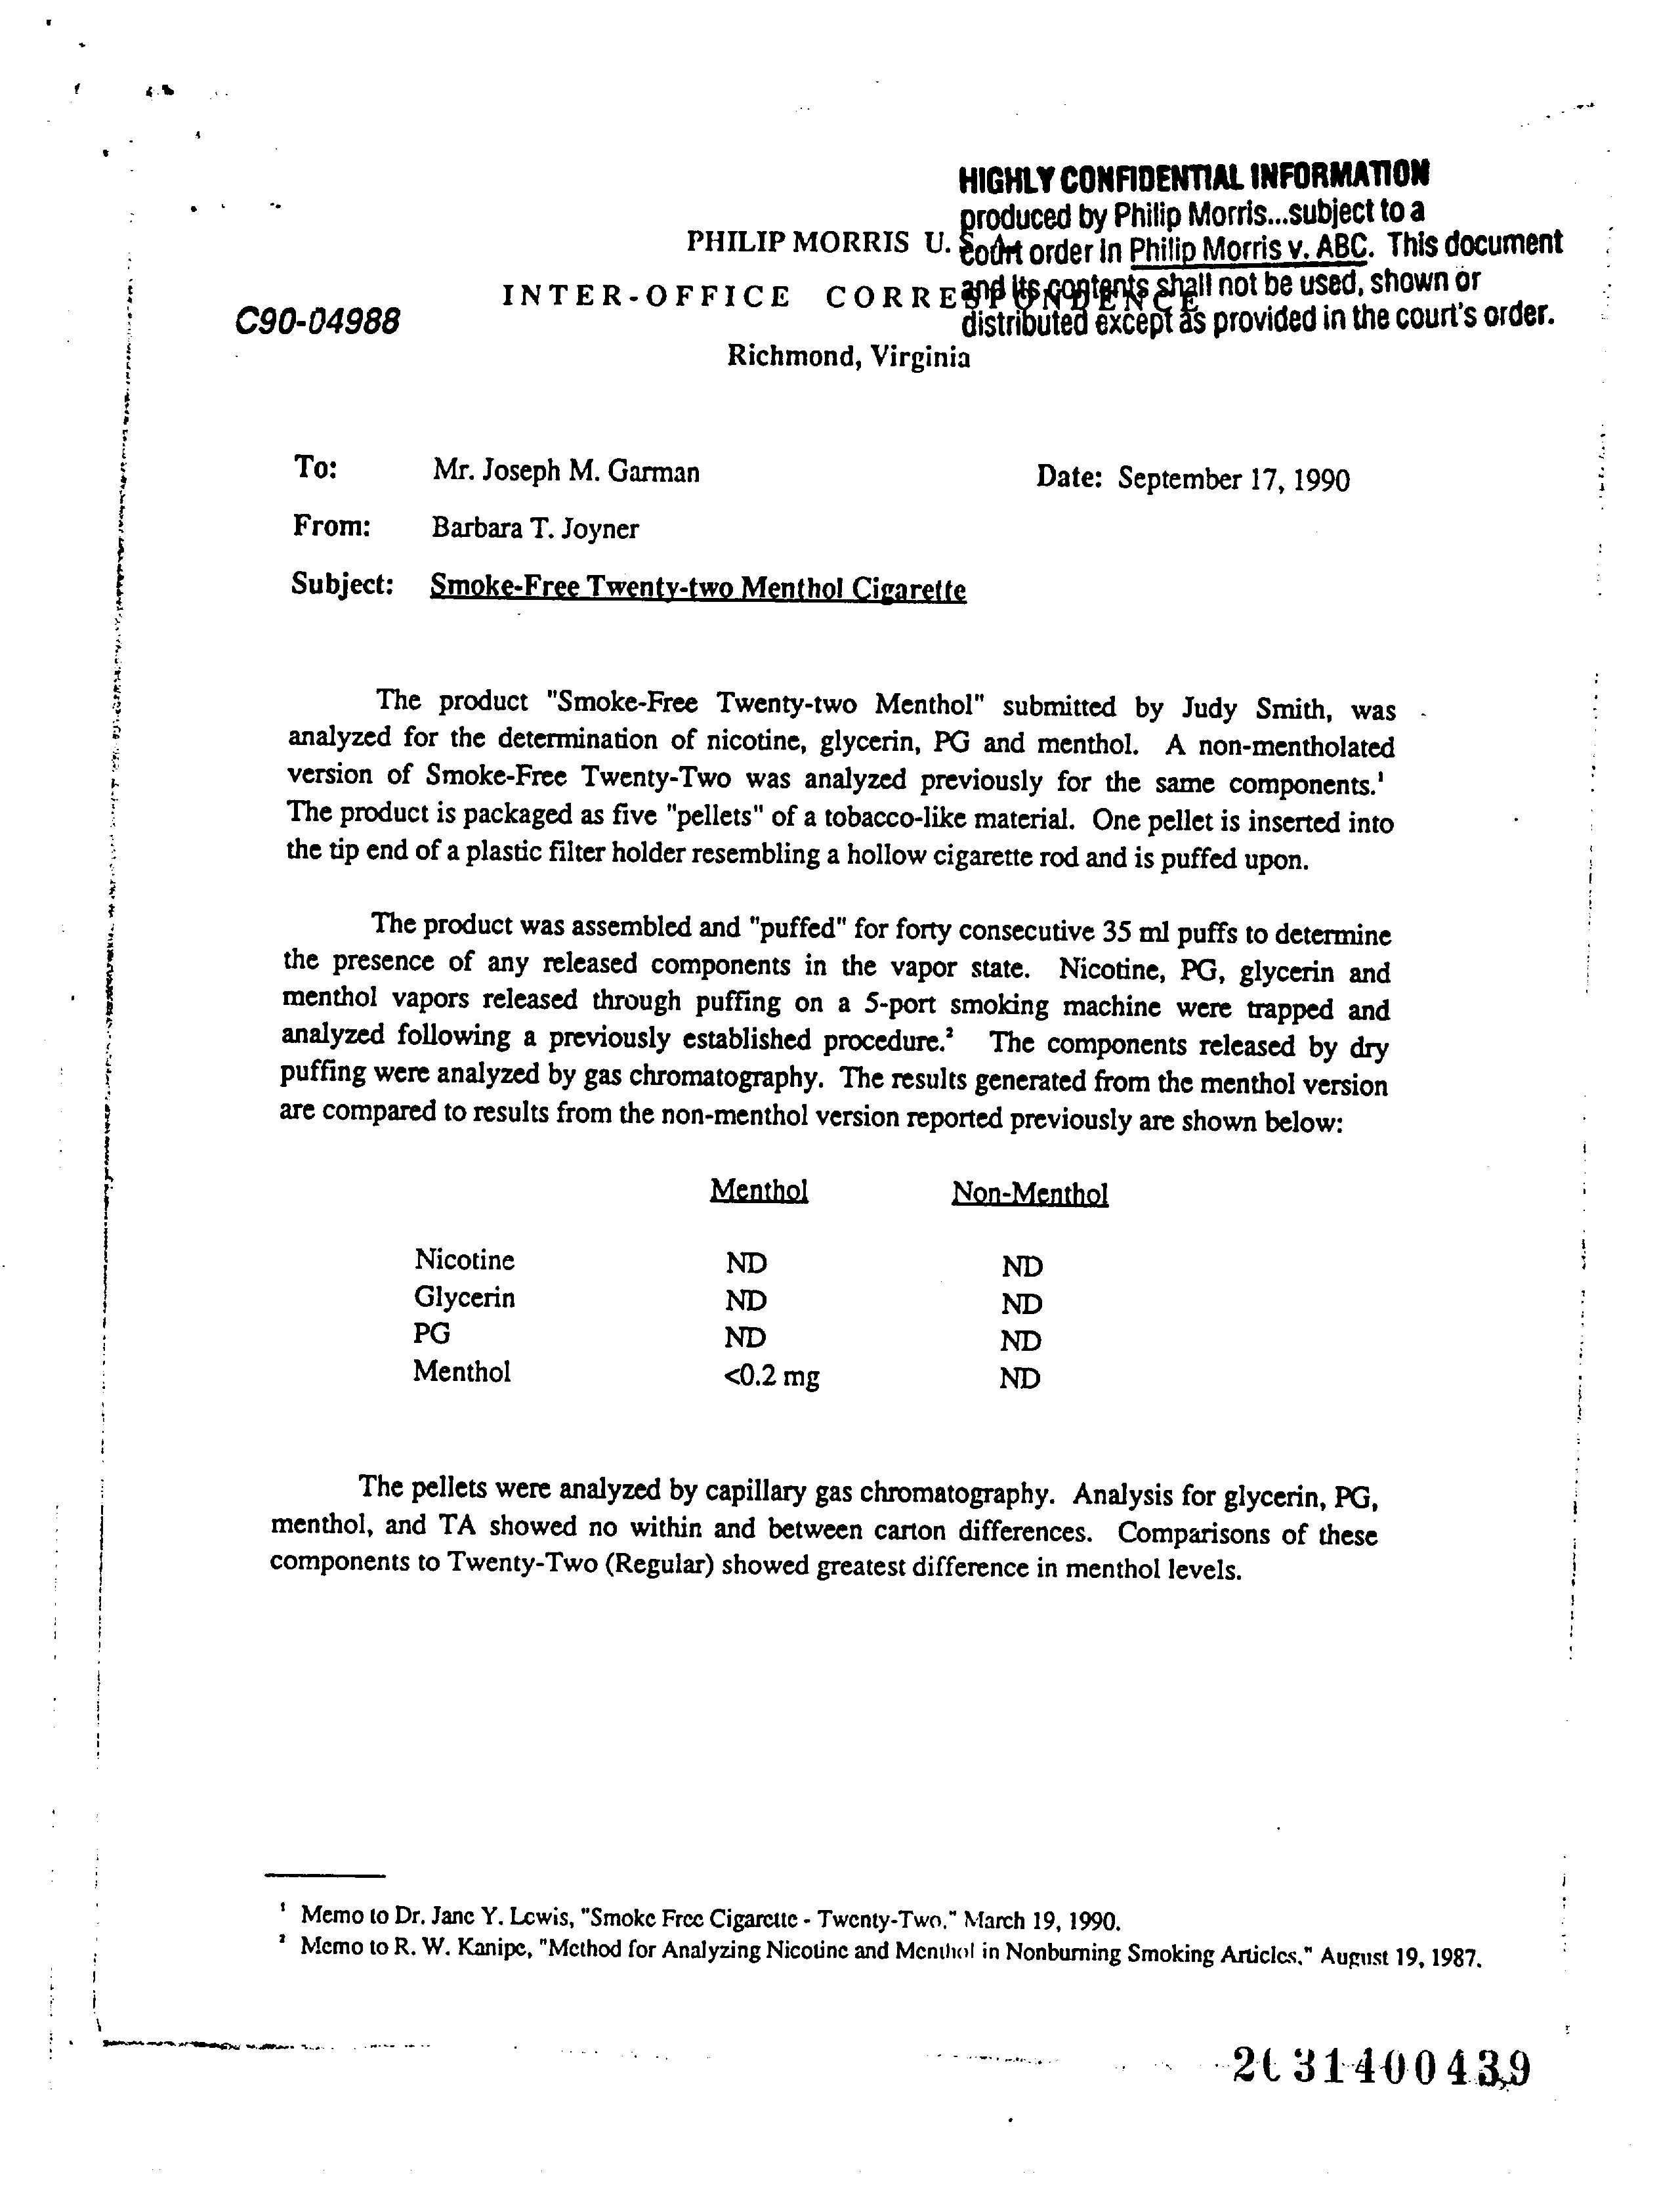 HIGHLY CONFIDENTIAL INFORMATION
produced by Philip Morris...subject to a
PHILIP MORRIS U.
court order in Philip Morris v. ABC. This document
INTER-OFFICE CORRESPONDENCE
and its contents shall not be used, shown or
C90-04988
distributed except as provided in the court's order.
Richmond, Virginia
To: Mr. Joseph M. Garman Date: September 17, 1990
From: Barbara T. Joyner
Subject: Smoke-Free Twenty-two Menthol Cigarette
The product "Smoke-Free Twenty-two Menthol" submitted by Judy Smith, was
analyzed for the determination of nicotine, glycerin, PG and menthol. A non-mentholated
version of Smoke-Free Twenty-Two was analyzed previously for the same components.¹
The product is packaged as five "pellets" of a tobacco-like material. One pellet is inserted into
the tip end of a plastic filter holder resembling a hollow cigarette rod and is puffed upon.
The product was assembled and "puffed" for forty consecutive 35 ml puffs to determine
the presence of any released components in the vapor state. Nicotine, PG, glycerin and
menthol vapors released through puffing on a 5-port smoking machine were trapped and
analyzed following a previously established procedure.² The components released by dry
puffing were analyzed by gas chromatography. The results generated from the menthol version
are compared to results from the non-menthol version reported previously are shown below:
Menthol Non-Menthol
Nicotine ND ND
Glycerin ND ND
PG ND ND
Menthol <0.2 mg ND
The pellets were analyzed by capillary gas chromatography. Analysis for glycerin, PG,
menthol, and TA showed no within and between carton differences. Comparisons of these
components to Twenty-Two (Regular) showed greatest difference in menthol levels.
¹ Memo to Dr. Jane Y. Lewis, "Smoke Free Cigarette - Twenty-Two," March 19, 1990.
² Memo to R. W. Kanipe, "Method for Analyzing Nicotine and Menthol in Nonburning Smoking Articles," August 19, 1987.
2031400439